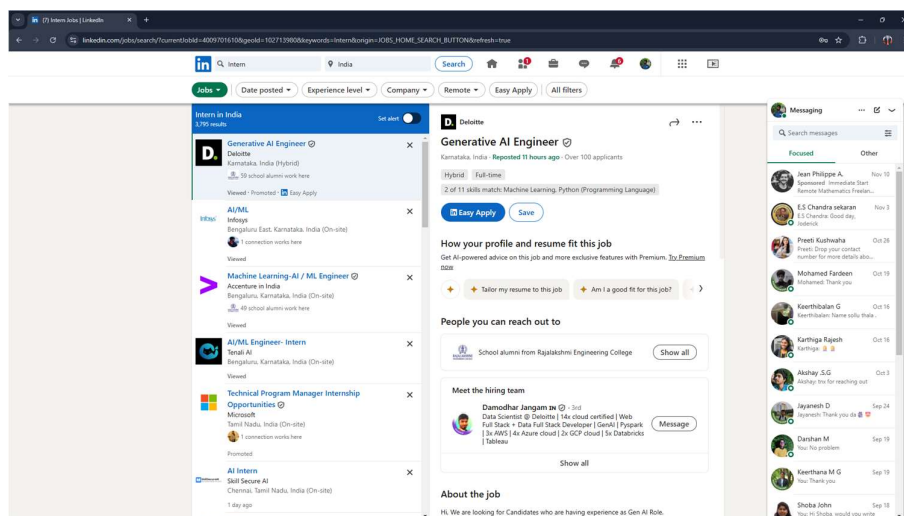 (7) Intern Jobs | LinkedIn
linkedin.com/jobs/search/?currentJobId=4009701610&geoId=102713980&keywords=Intern&origin=JOBS_HOME_SEARCH_BUTTON&refresh=true
in
Intern
India
Search
Jobs
Date posted
Experience level
Company
Remote
Easy Apply
All filters
Intern in India
3,795 results
Set alert
D.
Generative AI Engineer
Deloitte
Karnataka, India (Hybrid)
59 school alumni work here
Viewed · Promoted · in Easy Apply
Infosys
AI/ML
Infosys
Bengaluru East, Karnataka, India (On-site)
1 connection works here
Viewed
Machine Learning-AI / ML Engineer
Accenture in India
Bengaluru, Karnataka, India (On-site)
49 school alumni work here
Viewed
AI/ML Engineer- Intern
Tenali AI
Bengaluru, Karnataka, India (On-site)
Viewed
Technical Program Manager Internship
Opportunities
Microsoft
Tamil Nadu, India (On-site)
1 connection works here
Promoted
AI Intern
Skill Secure AI
Chennai, Tamil Nadu, India (On-site)
1 day ago
D. Deloitte
Generative AI Engineer
Karnataka, India · Reposted 11 hours ago · Over 100 applicants
Hybrid Full-time
2 of 11 skills match: Machine Learning, Python (Programming Language)
in Easy Apply
Save
How your profile and resume fit this job
Get AI-powered advice on this job and more exclusive features with Premium. Try Premium
now
Tailor my resume to this job
Am I a good fit for this job?
People you can reach out to
School alumni from Rajalakshmi Engineering College
Show all
Meet the hiring team
Damodhar Jangam IN · 3rd
Data Scientist @ Deloitte | 14x cloud certified | Web
Full Stack + Data Full Stack Developer | GenAI | Pyspark
| 3x AWS | 4x Azure cloud | 2x GCP cloud | 5x Databricks
| Tableau
Message
Show all
About the job
Hi, We are looking for Candidates who are having experience as Gen AI Role.
Messaging
Search messages
Focused
Other
Jean Philippe A. Nov 10
Sponsored Immediate Start
Remote Mathematics Freelan...
E.S Chandra sekaran Nov 3
E.S Chandra: Good day,
Joderick
Preeti Kushwaha Oct 26
Preeti: Drop your contact
number for more details abo...
Mohamed Fardeen Oct 19
Mohamed: Thank you
Keerthibalan G Oct 16
Keerthibalan: Name sollu thala...
Karthiga Rajesh Oct 16
Karthiga:
Akshay .S.G Oct 3
Akshay: tnx for reaching out
Jayanesh D Sep 24
Jayanesh: Thank you da
Darshan M Sep 19
You: No problem
Keerthana M G Sep 19
You: Thank you
Shoba John Sep 18
You: Hi Shoba, would you write